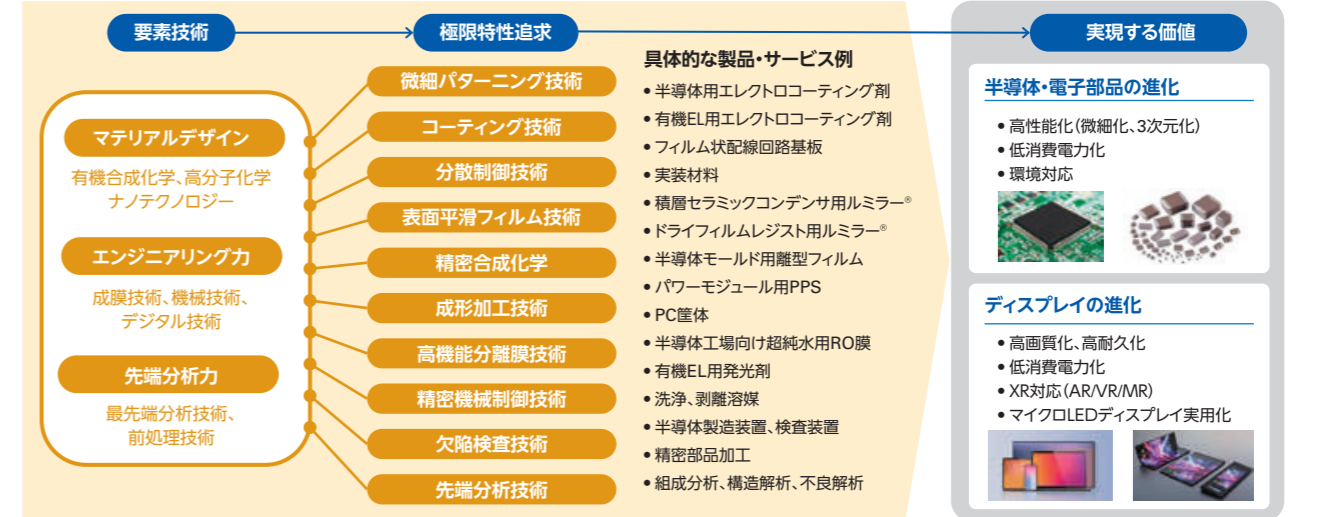 要素技術
極限特性追求
実現する価値
マテリアルデザイン
有機合成化学、高分子化学
ナノテクノロジー
エンジニアリング力
成膜技術、機械技術、
デジタル技術
先端分析力
最先端分析技術、
前処理技術
微細パターニング技術
コーティング技術
分散制御技術
表面平滑フィルム技術
精密合成化学
成形加工技術
高機能分離膜技術
精密機械制御技術
欠陥検査技術
先端分析技術
具体的な製品・サービス例
• 半導体用エレクトロコーティング剤
• 有機EL用エレクトロコーティング剤
• フィルム状配線回路基板
• 実装材料
• 積層セラミックコンデンサ用ルミラー®
• ドライフィルムレジスト用ルミラー®
• 半導体モールド用離型フィルム
• パワーモジュール用PPS
• PC筐体
• 半導体工場向け超純水用RO膜
• 有機EL用発光剤
• 洗浄、剥離溶媒
• 半導体製造装置、検査装置
• 精密部品加工
• 組成分析、構造解析、不良解析
半導体・電子部品の進化
• 高性能化（微細化、3次元化）
• 低消費電力化
• 環境対応
ディスプレイの進化
• 高画質化、高耐久化
• 低消費電力化
• XR対応（AR/VR/MR）
• マイクロLEDディスプレイ実用化